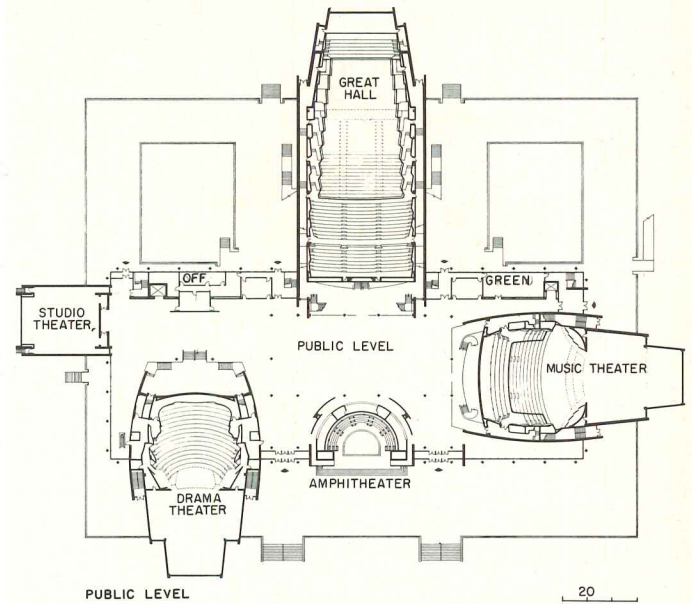 GREAT
HALL
OFF
GREEN
STUDIO
THEATER
PUBLIC LEVEL
MUSIC THEATER
AMPHITHEATER
DRAMA
THEATER
PUBLIC LEVEL
20